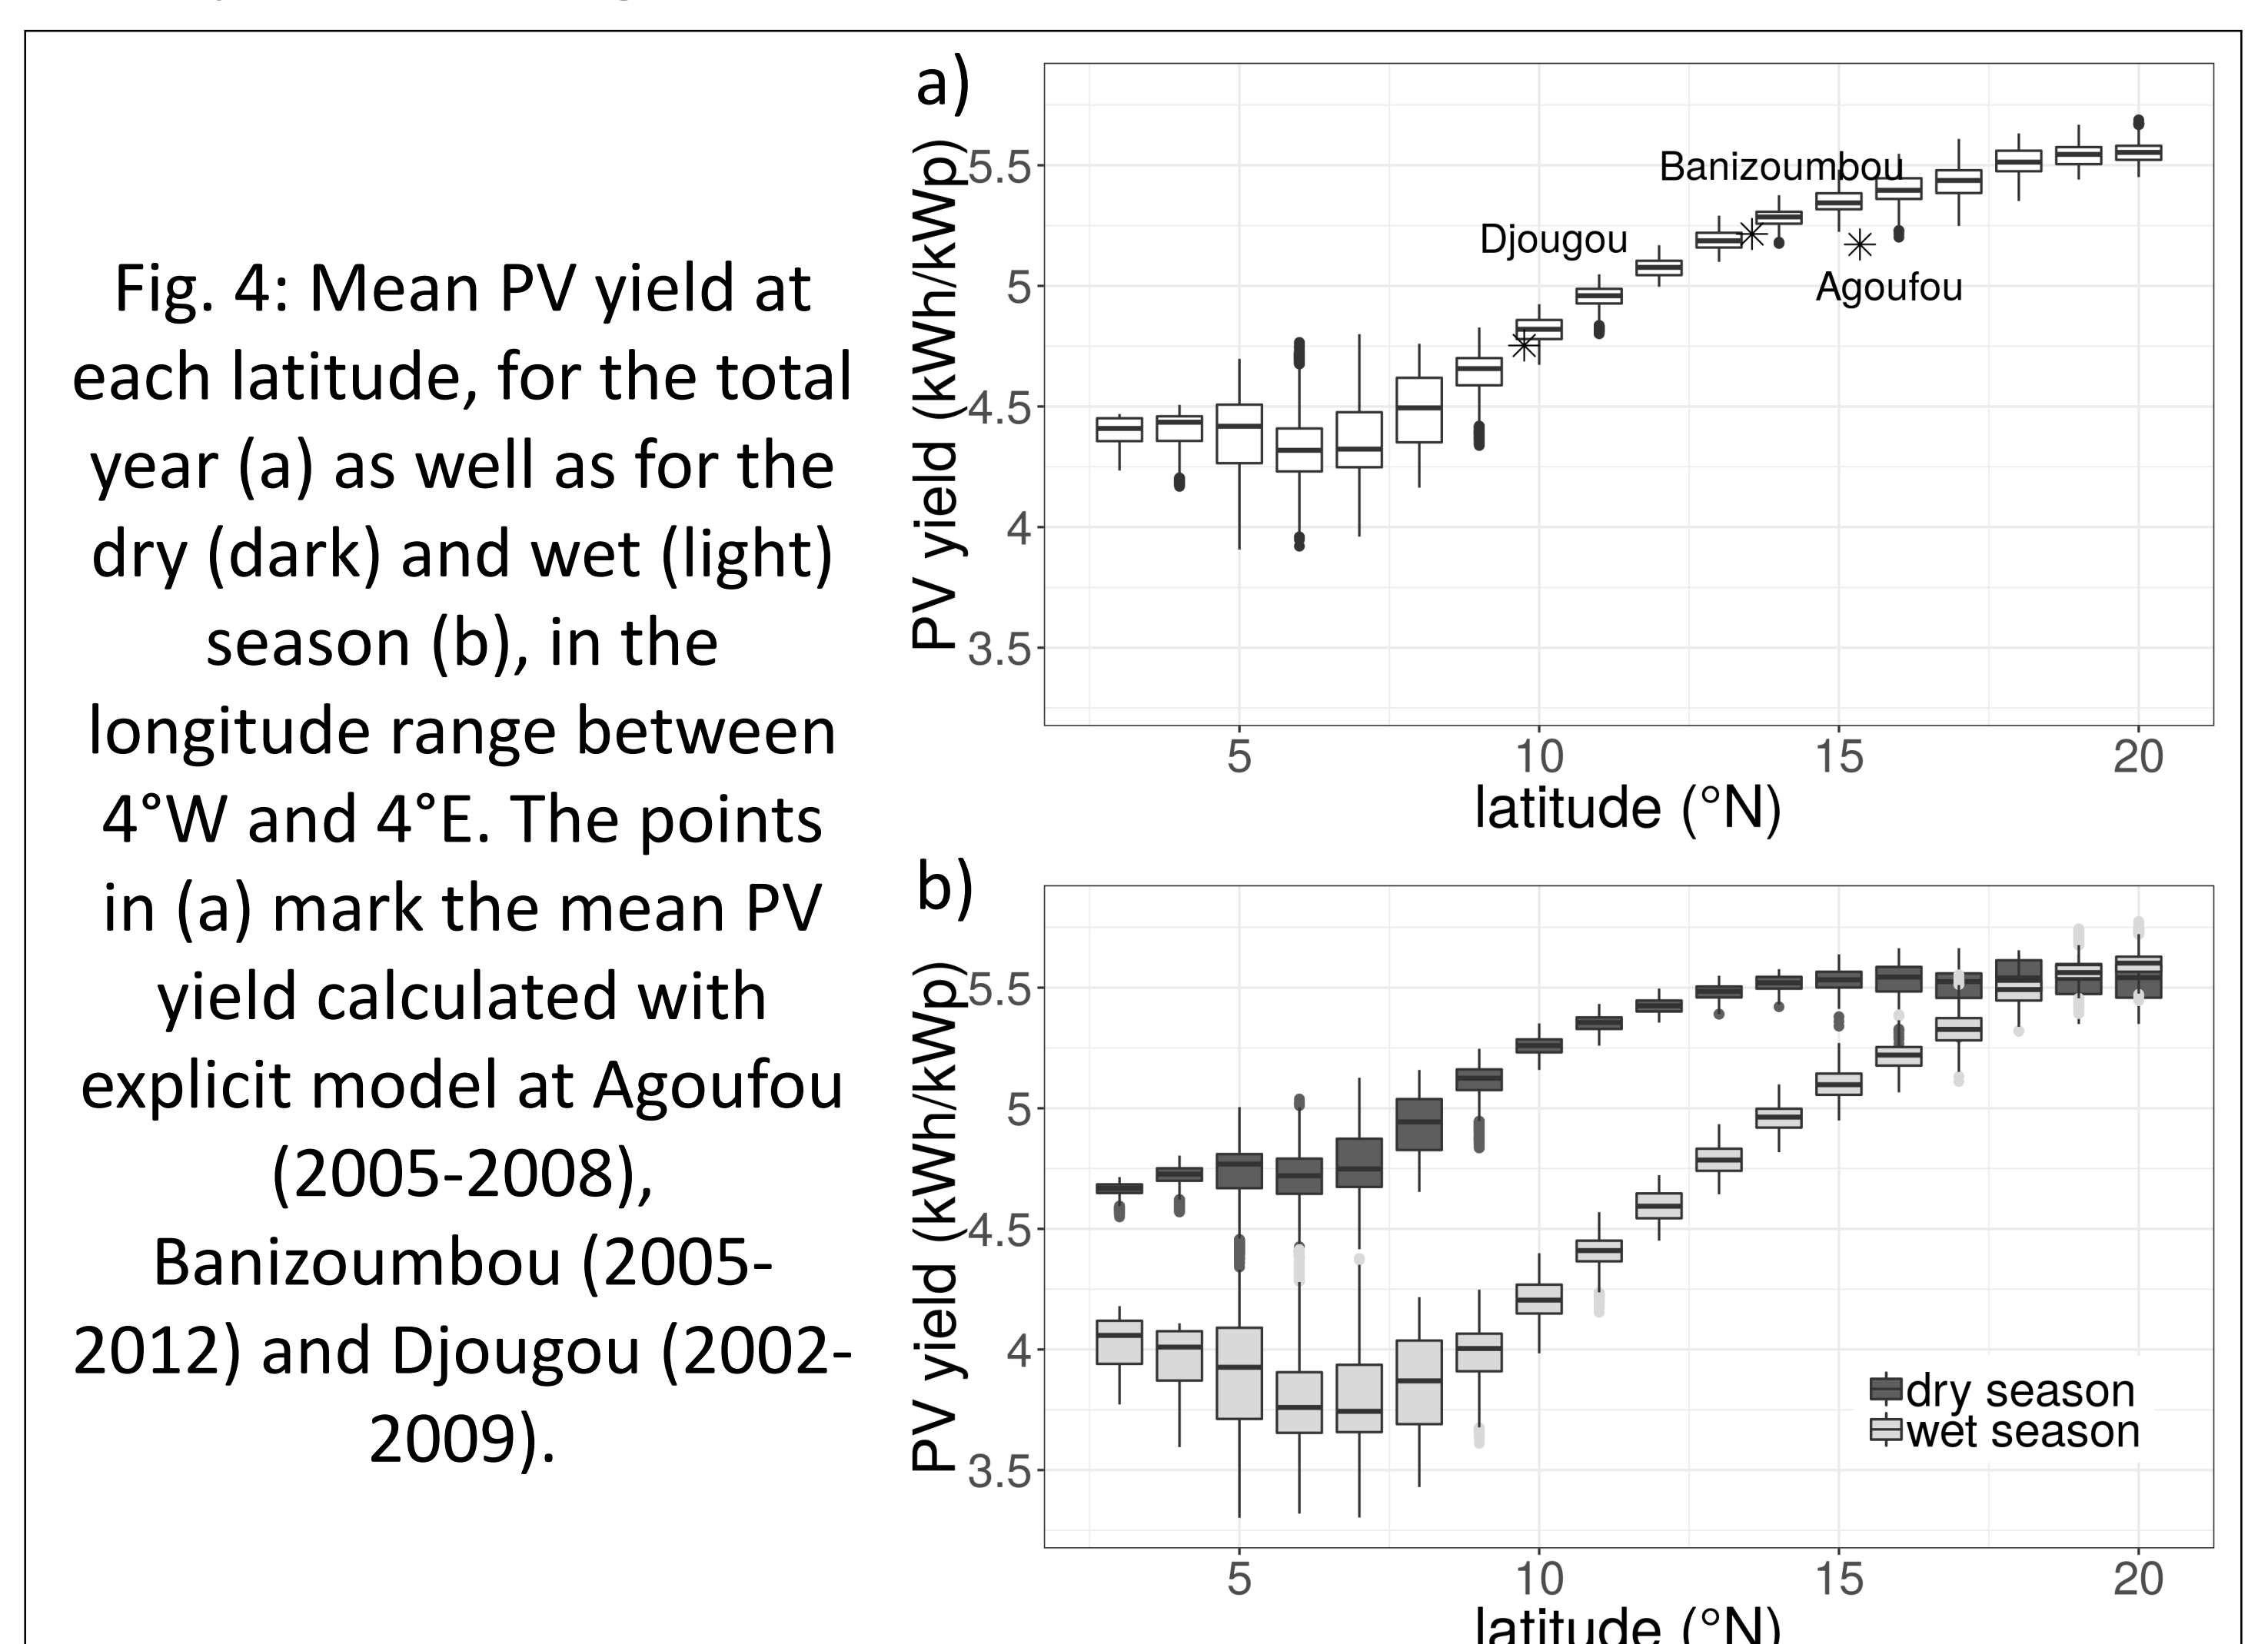 Fig. 4: Mean PV yield at
each latitude, for the total
year (a) as well as for the
dry (dark) and wet (light)
season (b), in the
longitude range between
4°W and 4°E. The points
in (a) mark the mean PV
yield calculated with
explicit model at Agoufou
(2005-2008),
Banizoumbou (2005-
2012) and Djougou (2002-
2009).
a)
PV yield (kWh/kWp)
5.5
5
4.5
4
3.5
Banizoumbou
Djougou
Agoufou
5 10 15 20
latitude (°N)
b)
PV yield (kWh/kWp)
5.5
5
4.5
4
3.5
dry season
wet season
5 10 15 20
latitude (°N)